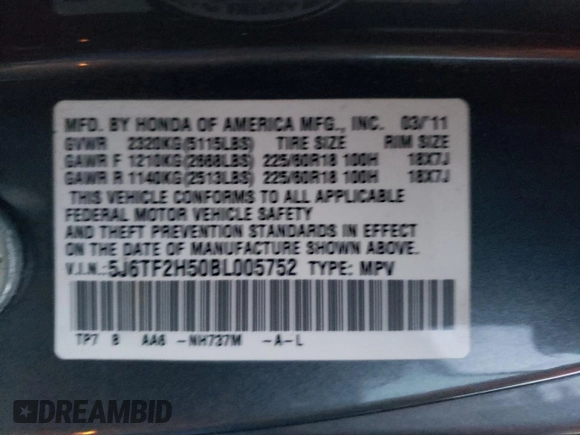 MFD. BY HONDA OF AMERICA MFG., INC. 03/'11
GVWR 2320KG(5115LBS) TIRE SIZE RIM SIZE
GAWR F 1210KG(2668LBS) 225/60R18 100H 18X7J
GAWR R 1140KG(2513LBS) 225/60R18 100H 18X7J
THIS VEHICLE CONFORMS TO ALL APPLICABLE
FEDERAL MOTOR VEHICLE SAFETY
AND THEFT PREVENTION STANDARDS IN EFFECT
ON THE DATE OF MANUFACTURE SHOWN ABOVE.
V.I.N.:5J6TF2H50BL005752 TYPE: MPV
TP7 B AA6 -NH737M -A-L
DREAMBID